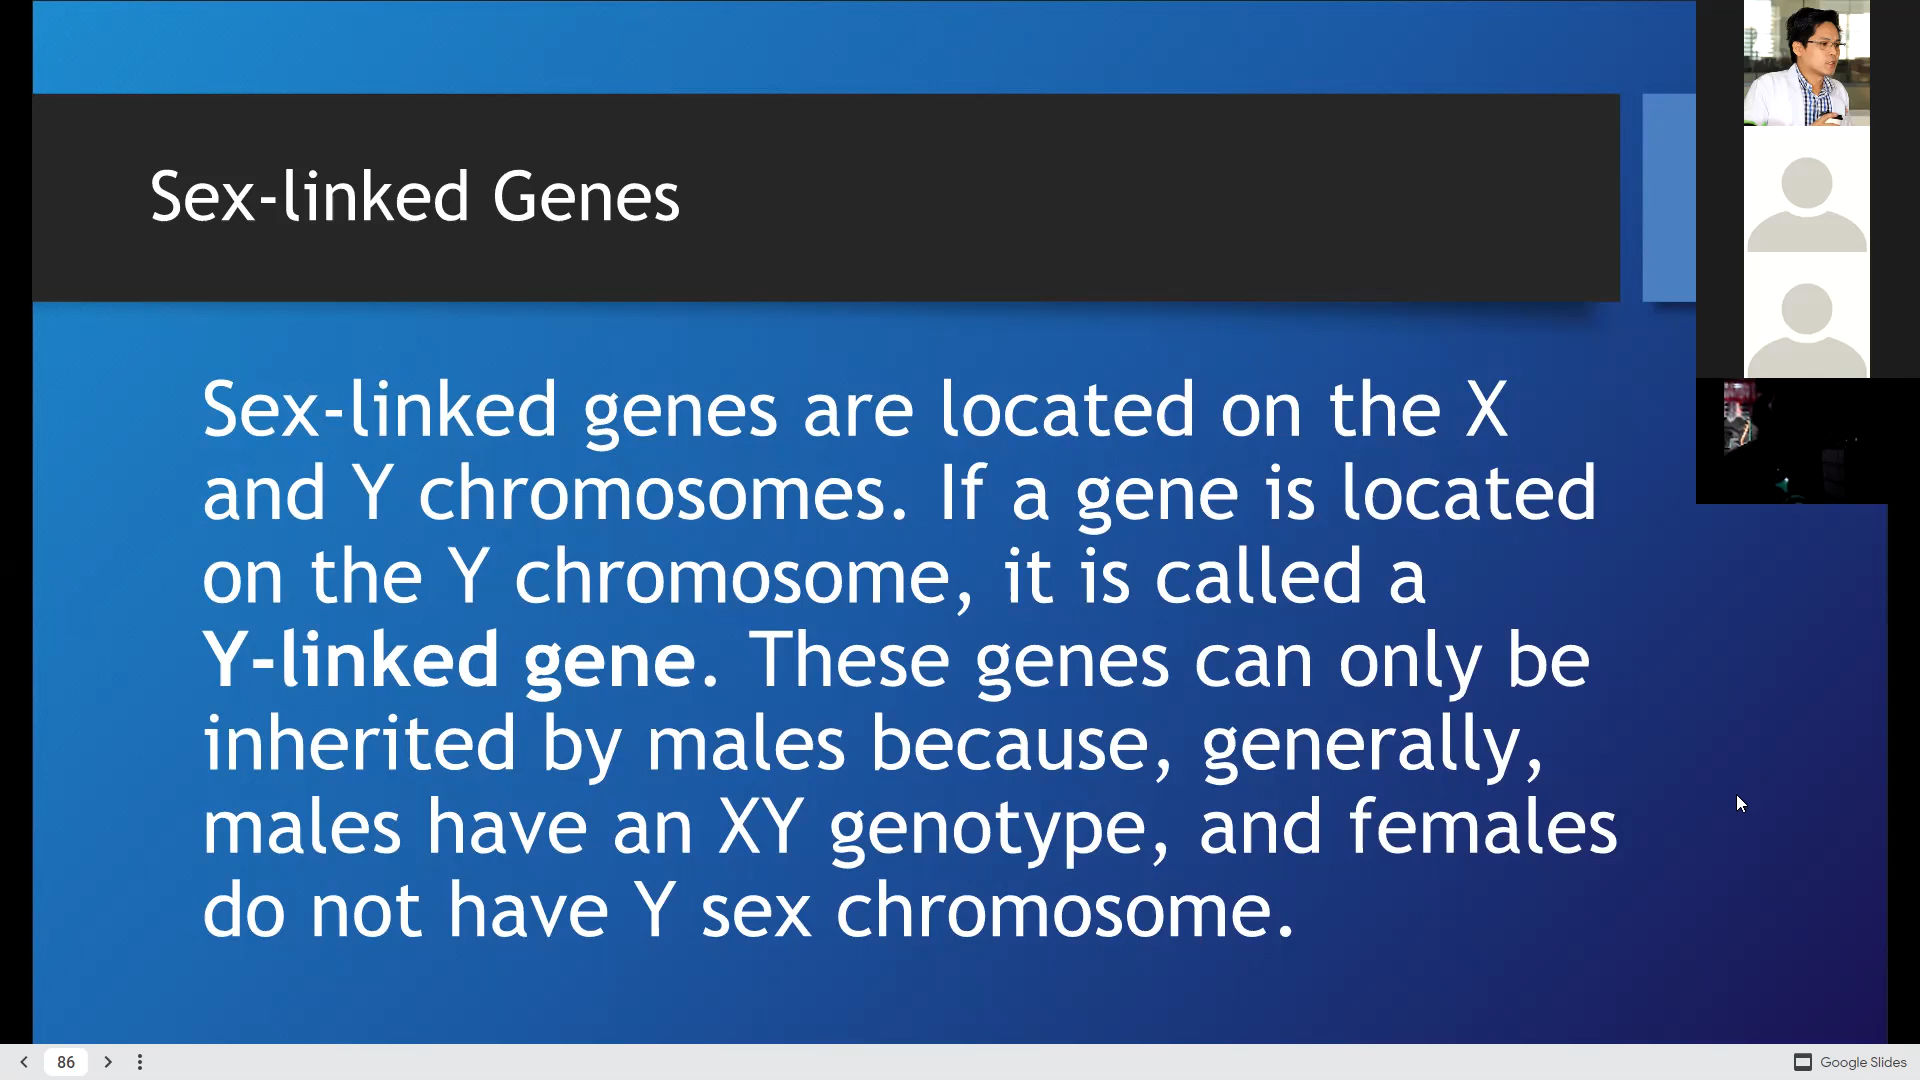 Sex-linked Genes
Sex-linked genes are located on the X
and Y chromosomes. If a gene is located
on the Y chromosome, it is called a
Y-linked gene. These genes can only be
inherited by males because, generally,
males have an XY genotype, and females
do not have Y sex chromosome.
86
Google Slides